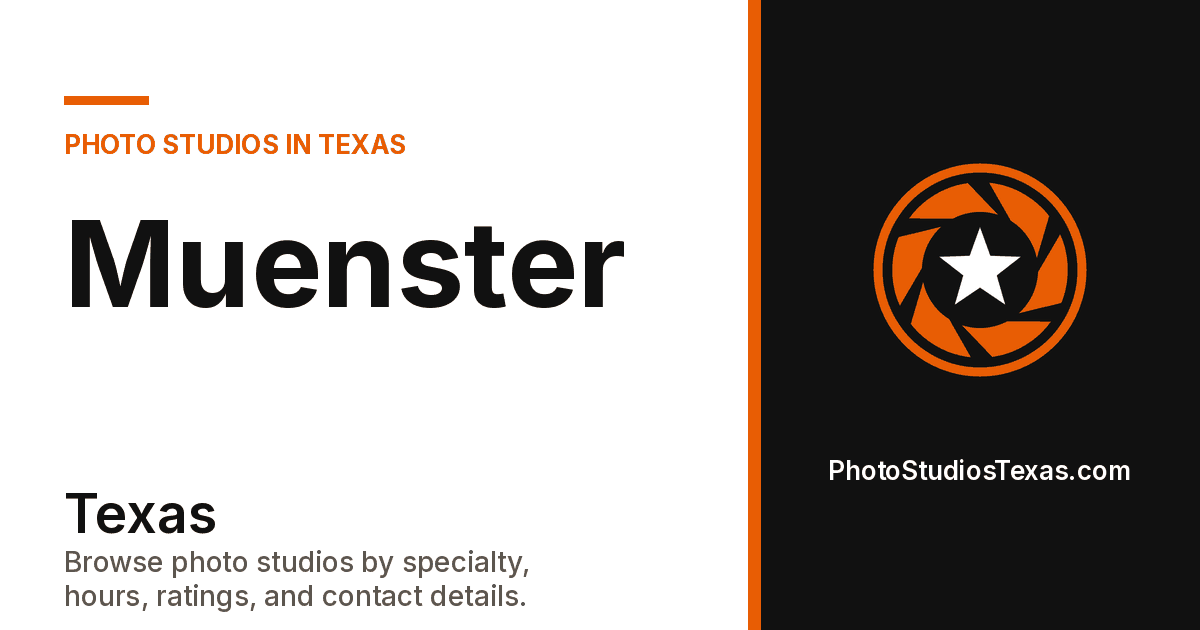 PHOTO STUDIOS IN TEXAS
Muenster
Texas
Browse photo studios by specialty,
hours, ratings, and contact details.
PhotoStudiosTexas.com